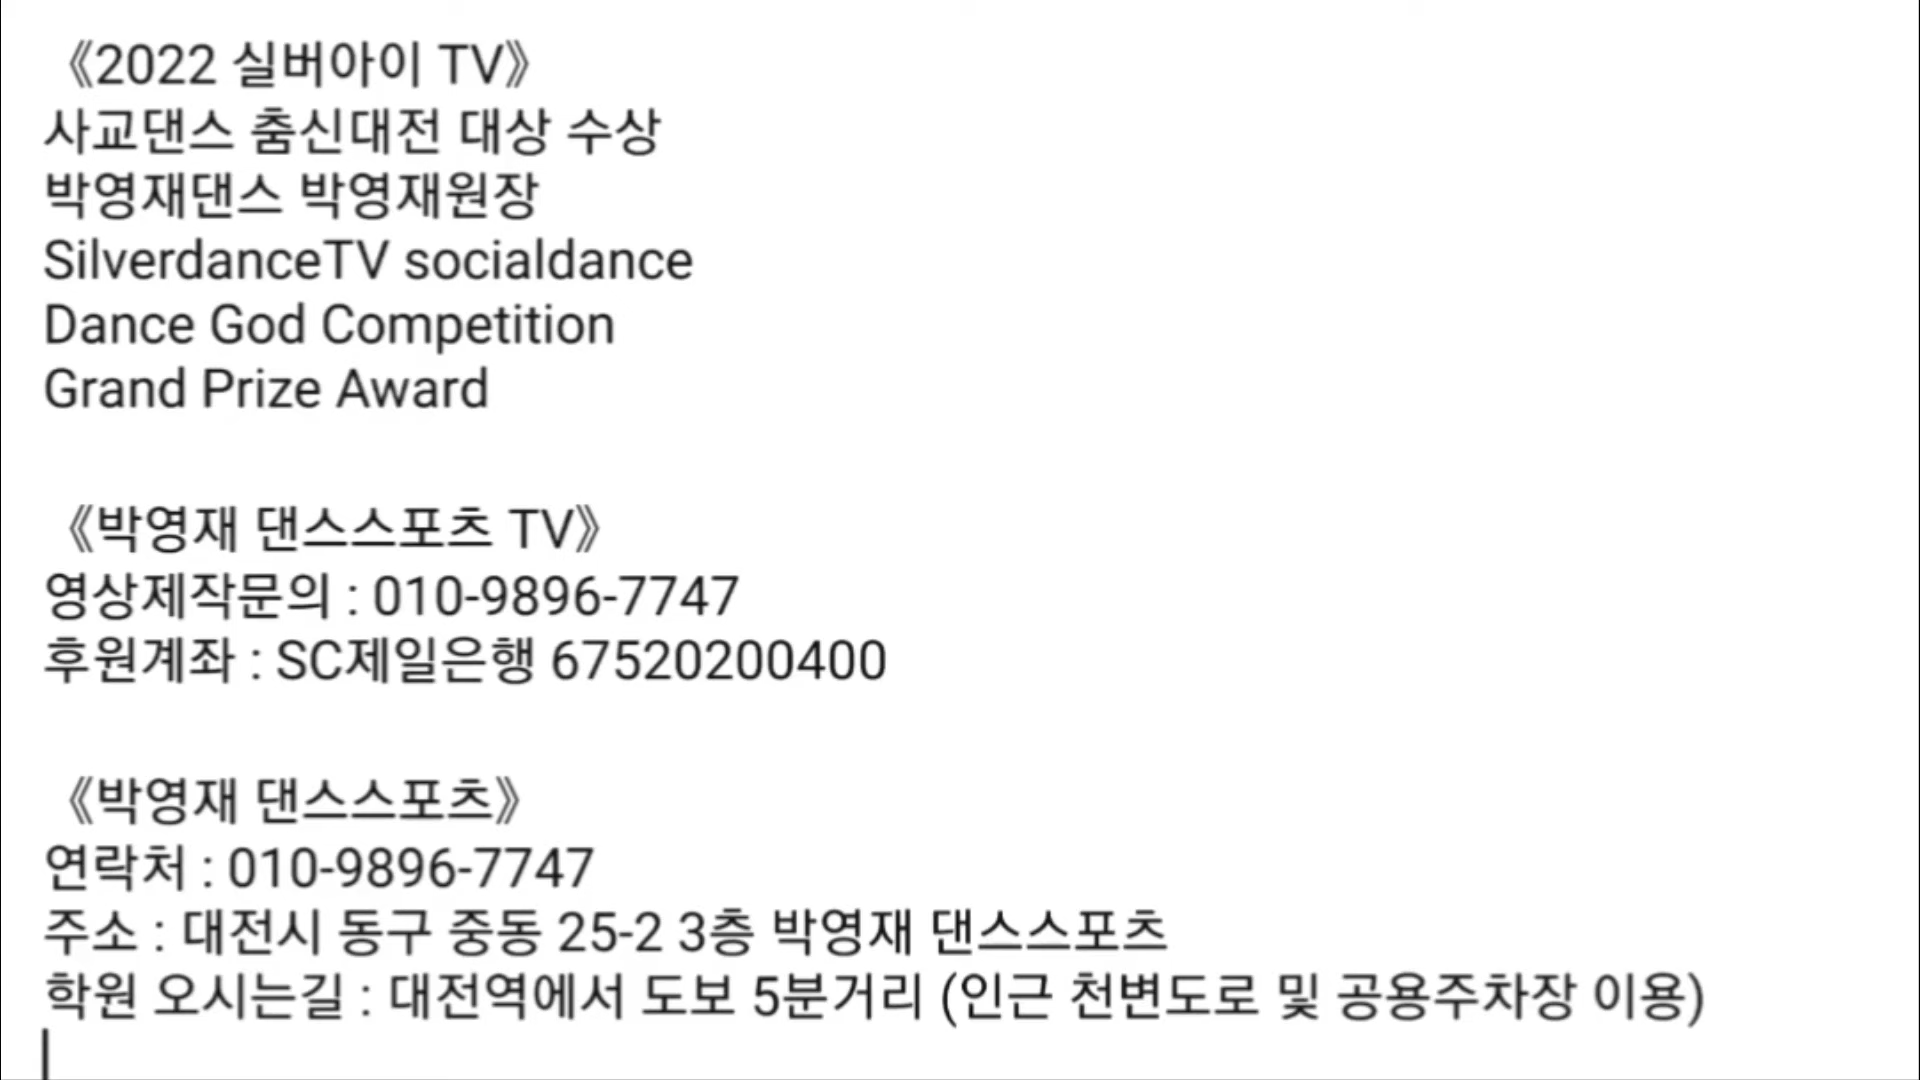 《2022 실버아이 TV》
사교댄스 춤신대전 대상 수상
박영재댄스 박영재원장
SilverdanceTV socialdance
Dance God Competition
Grand Prize Award
《박영재 댄스스포츠 TV》
영상제작문의 : 010-9896-7747
후원계좌 : SC제일은행 67520200400
《박영재 댄스스포츠》
연락처 : 010-9896-7747
주소 : 대전시 동구 중동 25-2 3층 박영재 댄스스포츠
학원 오시는길 : 대전역에서 도보 5분거리 (인근 천변도로 및 공용주차장 이용)